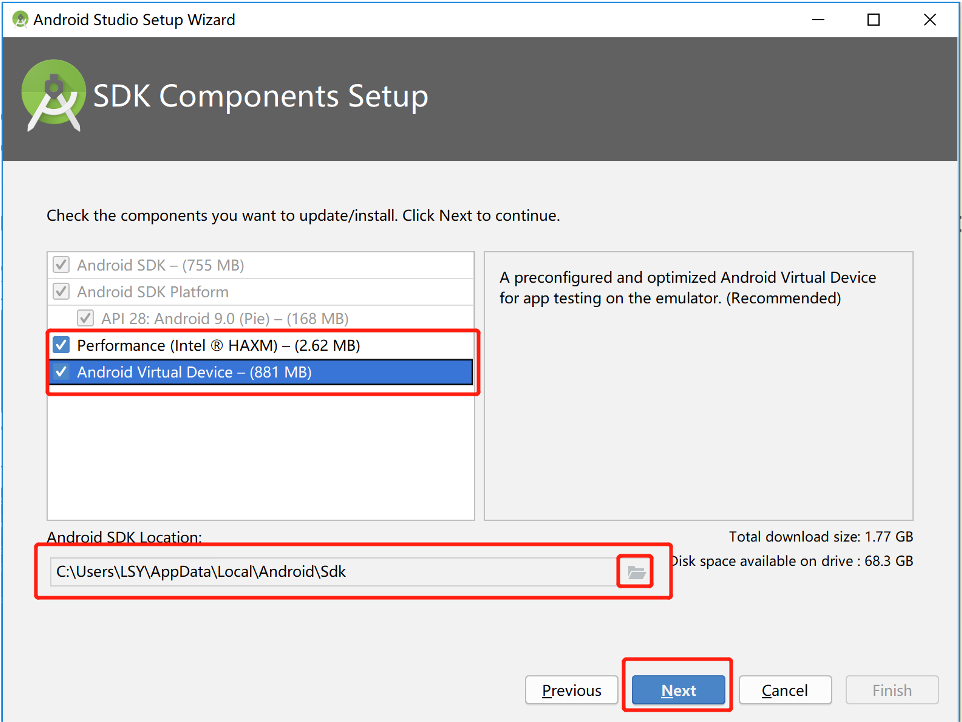 Android Studio Setup Wizard
SDK Components Setup
Check the components you want to update/install. Click Next to continue.
Android SDK – (755 MB)
Android SDK Platform
API 28: Android 9.0 (Pie) – (168 MB)
Performance (Intel ® HAXM) – (2.62 MB)
Android Virtual Device – (881 MB)
A preconfigured and optimized Android Virtual Device
for app testing on the emulator. (Recommended)
Android SDK Location:
C:\Users\LSY\AppData\Local\Android\Sdk
Total download size: 1.77 GB
Disk space available on drive : 68.3 GB
Previous
Next
Cancel
Finish